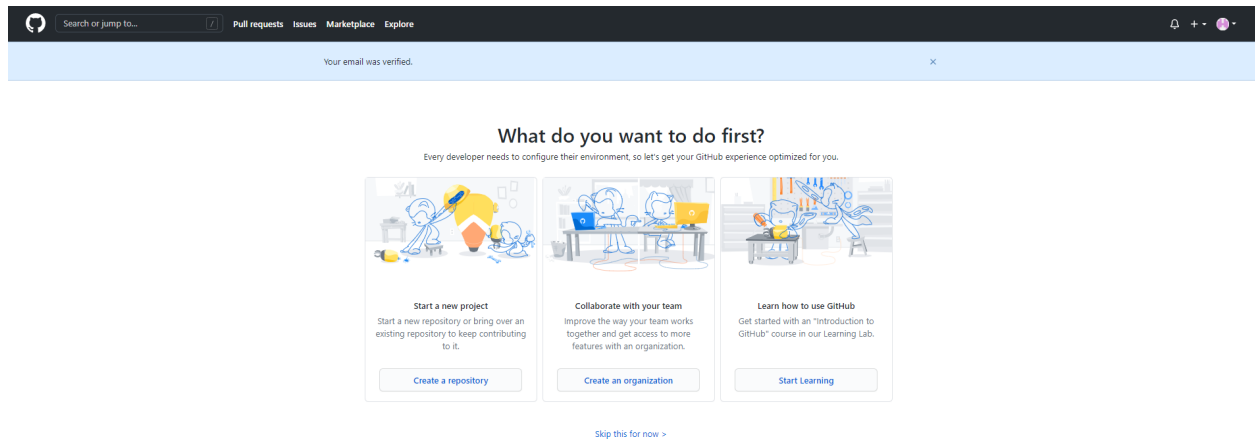 Search or jump to... /
Pull requests Issues Marketplace Explore
Your email was verified.
What do you want to do first?
Every developer needs to configure their environment, so let's get your GitHub experience optimized for you.
Start a new project
Start a new repository or bring over an
existing repository to keep contributing
to it.
Create a repository
Collaborate with your team
Improve the way your team works
together and get access to more
features with an organization.
Create an organization
Learn how to use GitHub
Get started with an "Introduction to
GitHub" course in our Learning Lab.
Start Learning
Skip this for now >